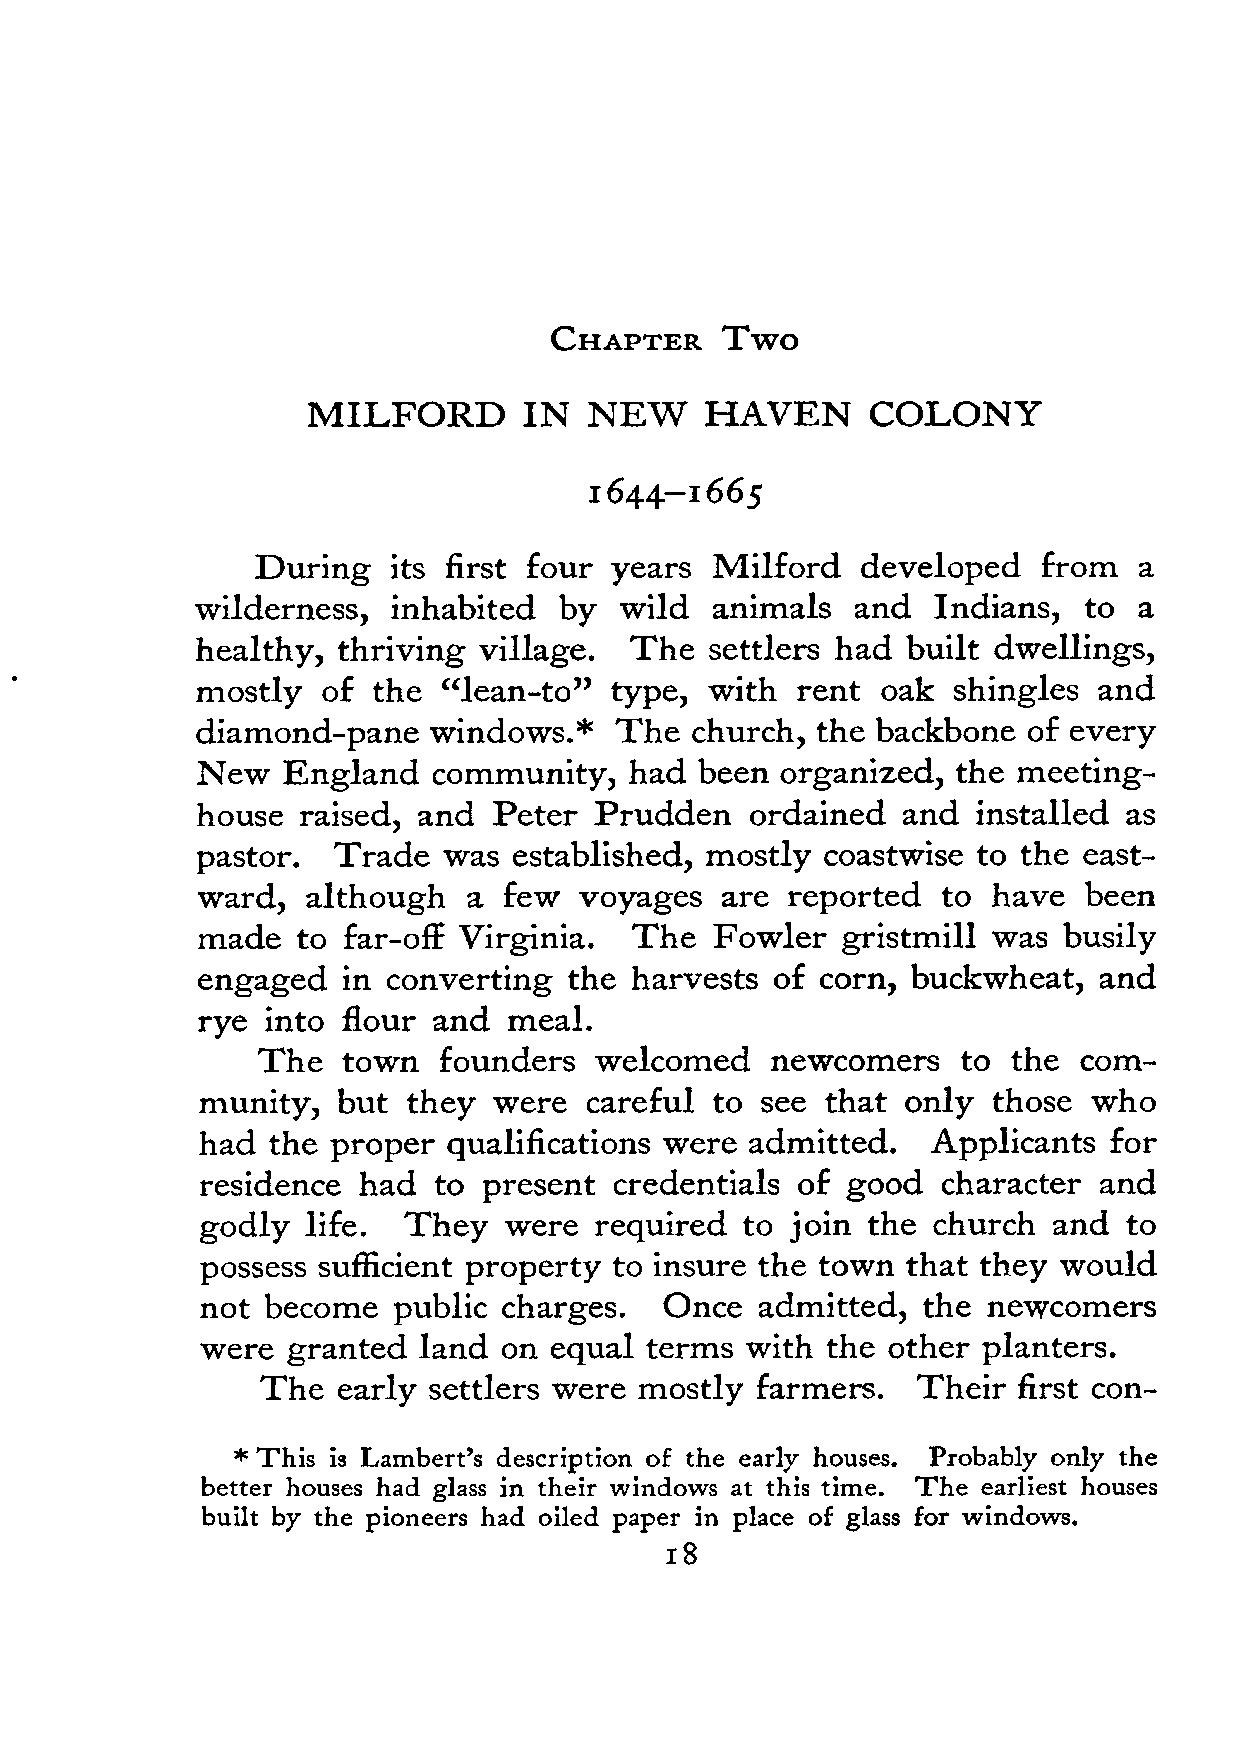 Chapter Two
MILFORD IN NEW HAVEN COLONY
1644–1665
During its first four years Milford developed from a
wilderness, inhabited by wild animals and Indians, to a
healthy, thriving village. The settlers had built dwellings,
mostly of the “lean-to” type, with rent oak shingles and
diamond-pane windows.* The church, the backbone of every
New England community, had been organized, the meeting-
house raised, and Peter Prudden ordained and installed as
pastor. Trade was established, mostly coastwise to the east-
ward, although a few voyages are reported to have been
made to far-off Virginia. The Fowler gristmill was busily
engaged in converting the harvests of corn, buckwheat, and
rye into flour and meal.
The town founders welcomed newcomers to the com-
munity, but they were careful to see that only those who
had the proper qualifications were admitted. Applicants for
residence had to present credentials of good character and
godly life. They were required to join the church and to
possess sufficient property to insure the town that they would
not become public charges. Once admitted, the newcomers
were granted land on equal terms with the other planters.
The early settlers were mostly farmers. Their first con-
* This is Lambert's description of the early houses. Probably only the
better houses had glass in their windows at this time. The earliest houses
built by the pioneers had oiled paper in place of glass for windows.
18